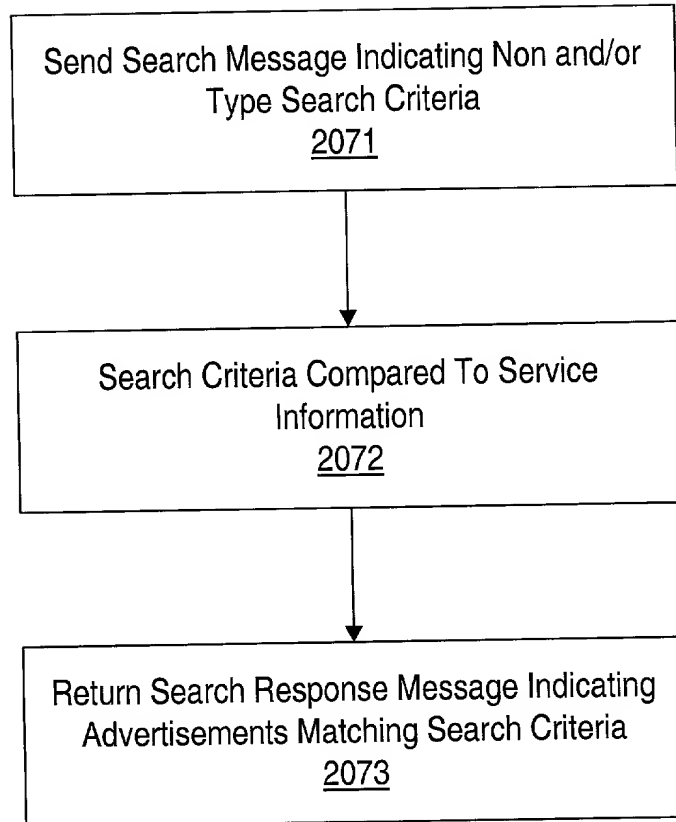 Send Search Message Indicating Non and/or
Type Search Criteria
2071
Search Criteria Compared To Service
Information
2072
Return Search Response Message Indicating
Advertisements Matching Search Criteria
2073